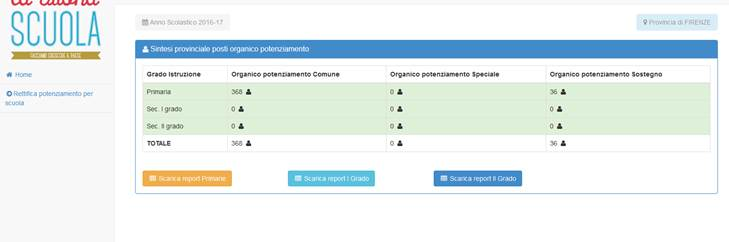 la buona
SCUOLA
FACCIAMO CRESCERE IL PAESE
Home
Rettifica potenziamento per
scuola
Anno Scolastico 2016-17
Provincia di FIRENZE
Sintesi provinciale posti organico potenziamento
Grado Istruzione Organico potenziamento Comune Organico potenziamento Speciale Organico potenziamento Sostegno
Primaria 368 0 36
Sec. I grado 0 0 0
Sec. II grado 0 0 0
TOTALE 368 0 36
Scarica report Primarie Scarica report I Grado Scarica report II Grado